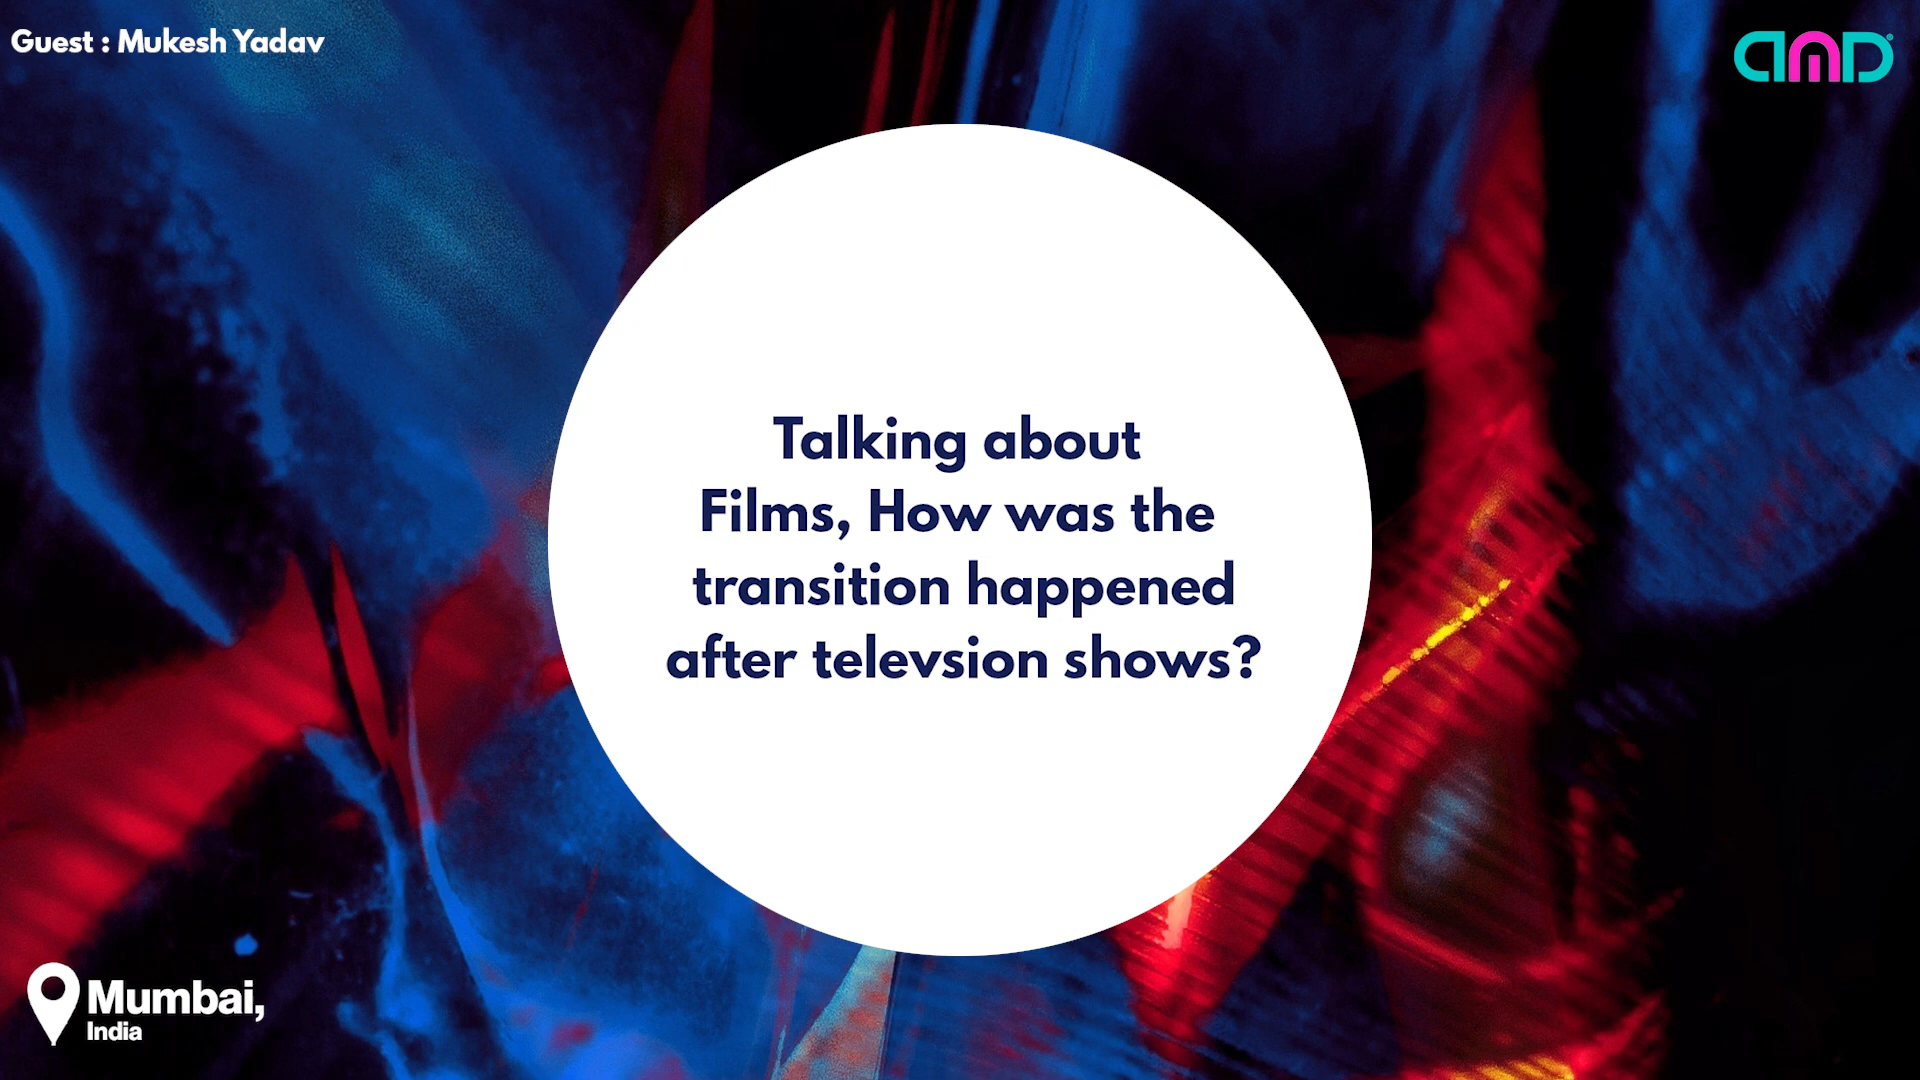 Guest : Mukesh Yadav
AMD
Talking about
Films, How was the
transition happened
after televsion shows?
Mumbai,
India